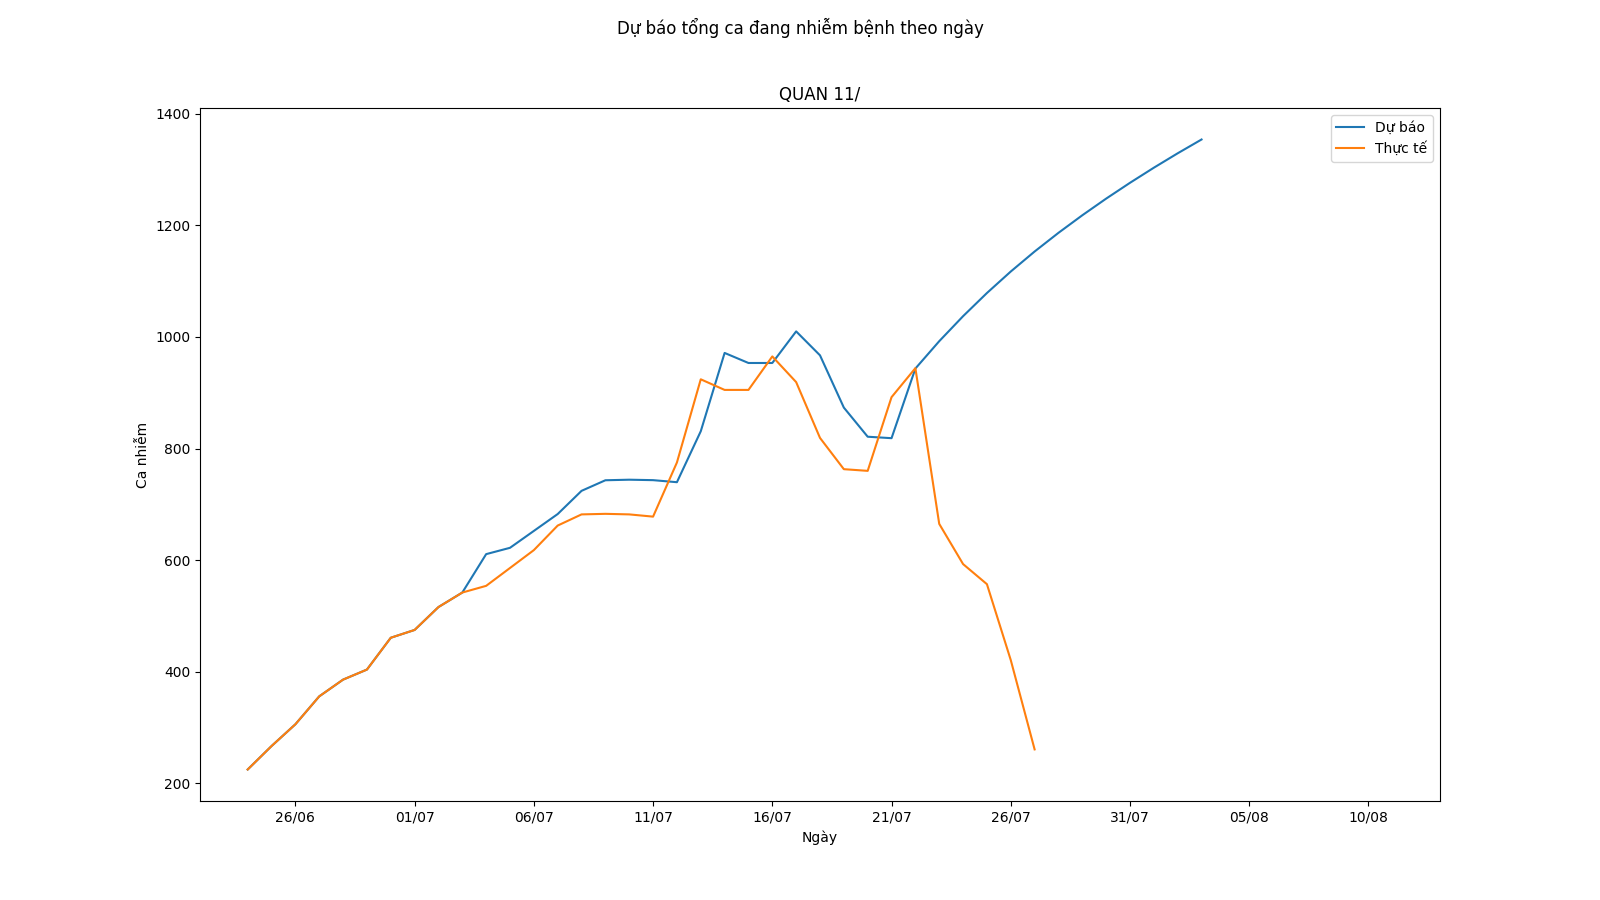 Dự báo tổng ca đang nhiễm bệnh theo ngày
QUAN 11/
1400
1200
1000
800
600
400
200
Ca nhiễm
Dự báo
Thực tế
26/06 01/07 06/07 11/07 16/07 21/07 26/07 31/07 05/08 10/08
Ngày